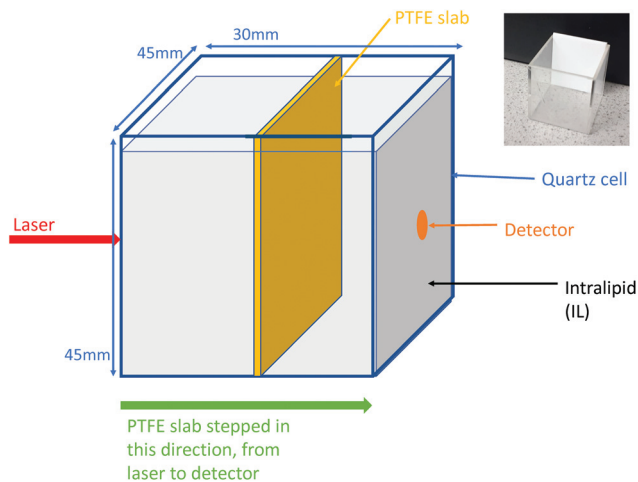 PTFE slab
30mm
45mm
Quartz cell
Laser
Detector
Intralipid
(IL)
45mm
PTFE slab stepped in
this direction, from
laser to detector